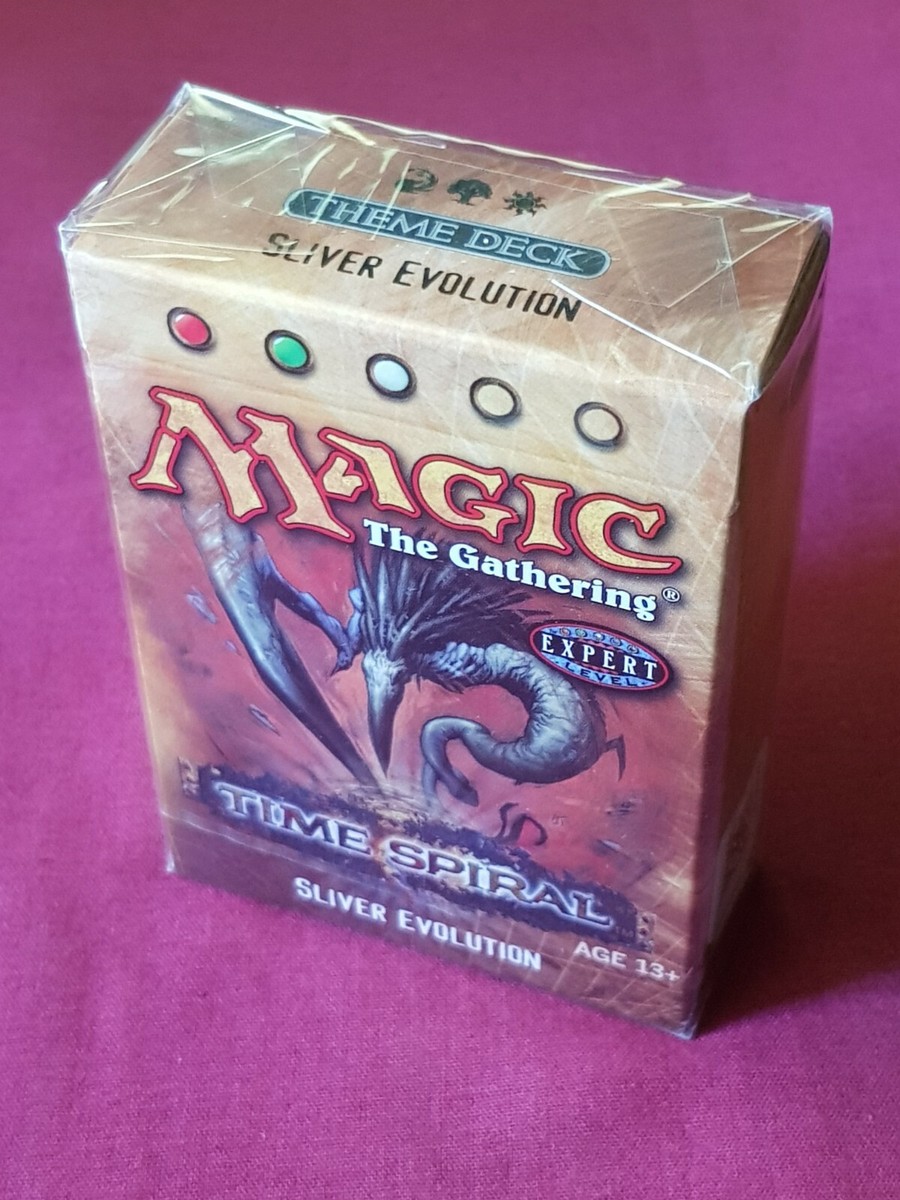 THEME DECK
SLIVER EVOLUTION
MAGIC
The Gathering®
EXPERT
LEVEL
TIME SPIRAL
SLIVER EVOLUTION
AGE 13+